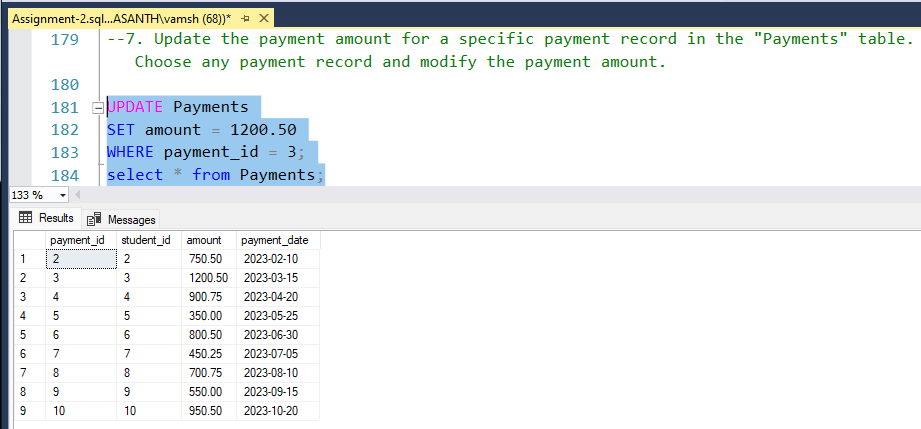 Assignment-2.sql...ASANTH\vamsh (68))*
179 --7. Update the payment amount for a specific payment record in the "Payments" table.
Choose any payment record and modify the payment amount.
180
181 UPDATE Payments
182 SET amount = 1200.50
183 WHERE payment_id = 3;
184 select * from Payments;
133 %
Results Messages
payment_id student_id amount payment_date
1 2 2 750.50 2023-02-10
2 3 3 1200.50 2023-03-15
3 4 4 900.75 2023-04-20
4 5 5 350.00 2023-05-25
5 6 6 800.50 2023-06-30
6 7 7 450.25 2023-07-05
7 8 8 700.75 2023-08-10
8 9 9 550.00 2023-09-15
9 10 10 950.50 2023-10-20